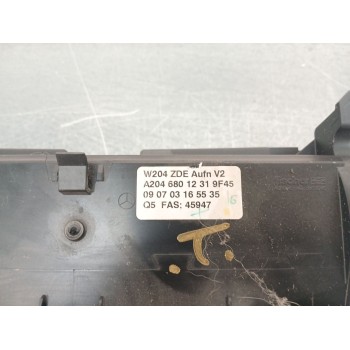 W204 ZDE Aufn V2
A204 680 12 31 9F45
09 07 03 16 55 35
Q5 FAS: 45947
T.